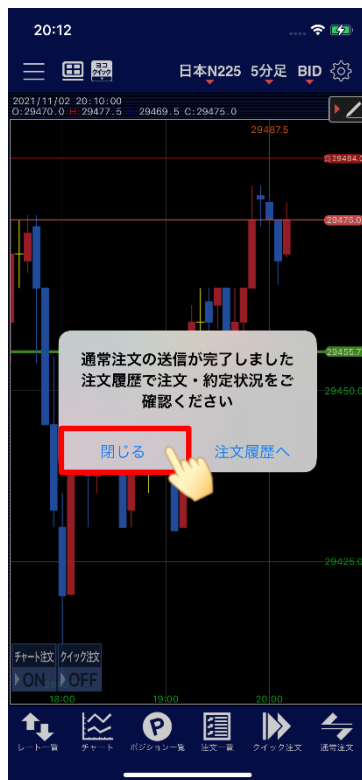 20:12
ヨコ
クイック
日本N225 5分足 BID
2021/11/02 20:10:00
O:29470.0 H:29477.5 29469.5 C:29475.0
29487.5
29484.0
29475.0
29455.7
通常注文の送信が完了しました
注文履歴で注文・約定状況をご
確認ください
29450.0
閉じる 注文履歴へ
29425.0
チャート注文 クイック注文
ON OFF
18:00 19:00 20:00
レート一覧 チャート ポジション一覧 注文一覧 クイック注文 通常注文